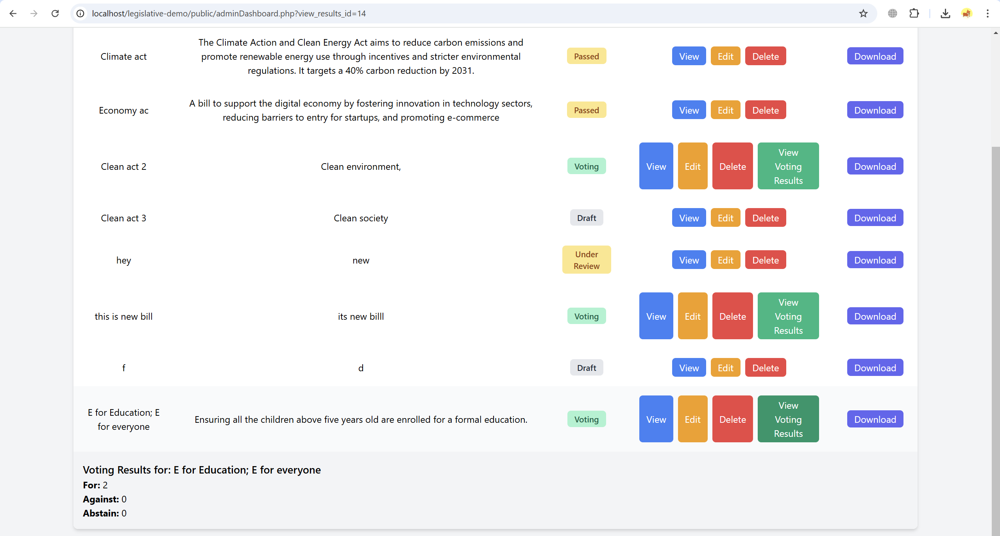 localhost/legislative-demo/public/adminDashboard.php?view_results_id=14
Climate act
The Climate Action and Clean Energy Act aims to reduce carbon emissions and
promote renewable energy use through incentives and stricter environmental
regulations. It targets a 40% carbon reduction by 2031.
Passed
View Edit Delete
Download
Economy ac
A bill to support the digital economy by fostering innovation in technology sectors,
reducing barriers to entry for startups, and promoting e-commerce
Passed
View Edit Delete
Download
Clean act 2
Clean environment,
Voting
View Edit Delete
View
Voting
Results
Download
Clean act 3
Clean society
Draft
View Edit Delete
Download
hey
new
Under
Review
View Edit Delete
Download
this is new bill
its new billl
Voting
View Edit Delete
View
Voting
Results
Download
f
d
Draft
View Edit Delete
Download
E for Education; E
for everyone
Ensuring all the children above five years old are enrolled for a formal education.
Voting
View Edit Delete
View
Voting
Results
Download
Voting Results for: E for Education; E for everyone
For: 2
Against: 0
Abstain: 0